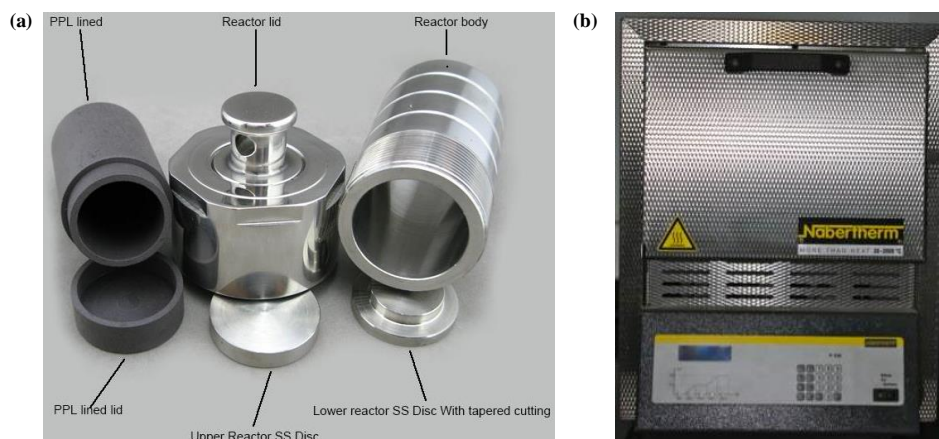 (a)
PPL lined
Reactor lid
Reactor body
PPL lined lid
Upper Reactor SS Disc
Lower reactor SS Disc With tapered cutting
(b)
Nabertherm
MORE THAN HEAT 30-3000 °C
NABERTHERM